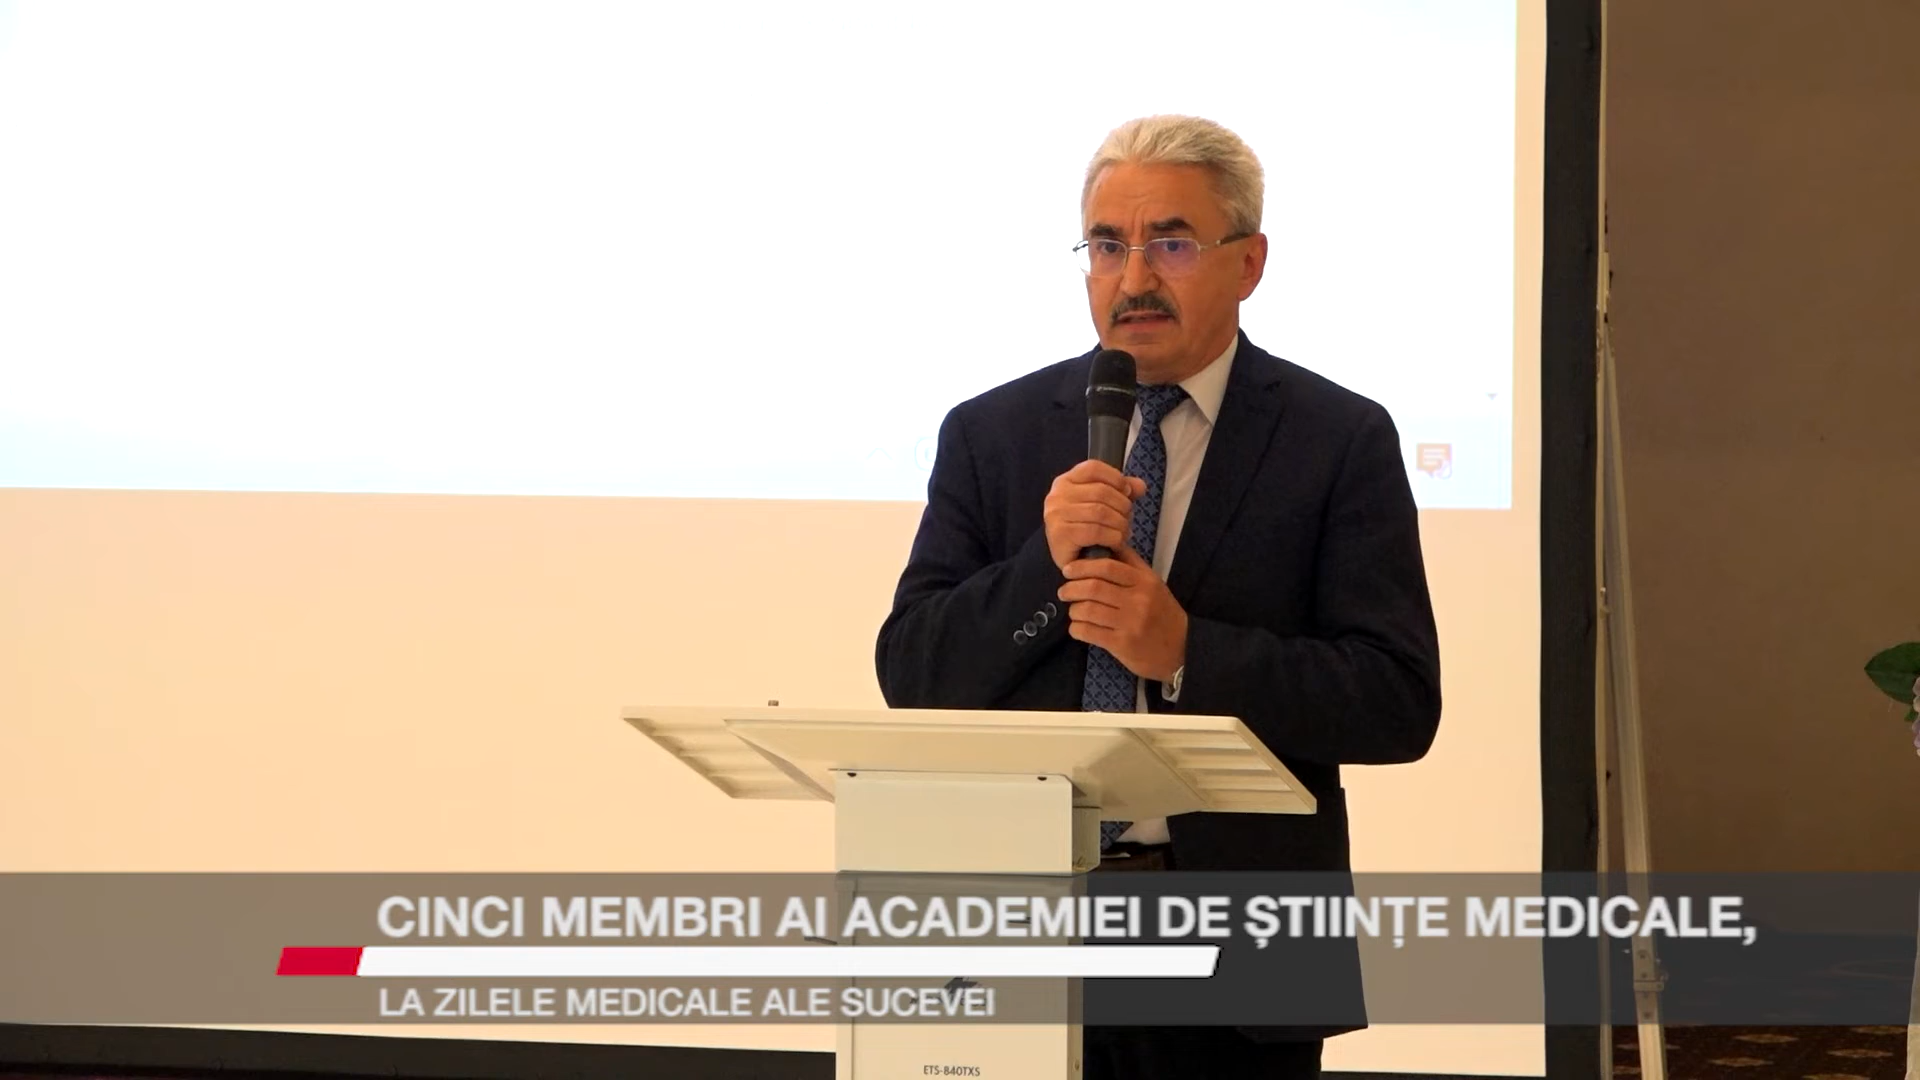 CINCI MEMBRI AI ACADEMIEI DE ȘTIINȚE MEDICALE,
LA ZILELE MEDICALE ALE SUCEVEI
ETS-840TXS